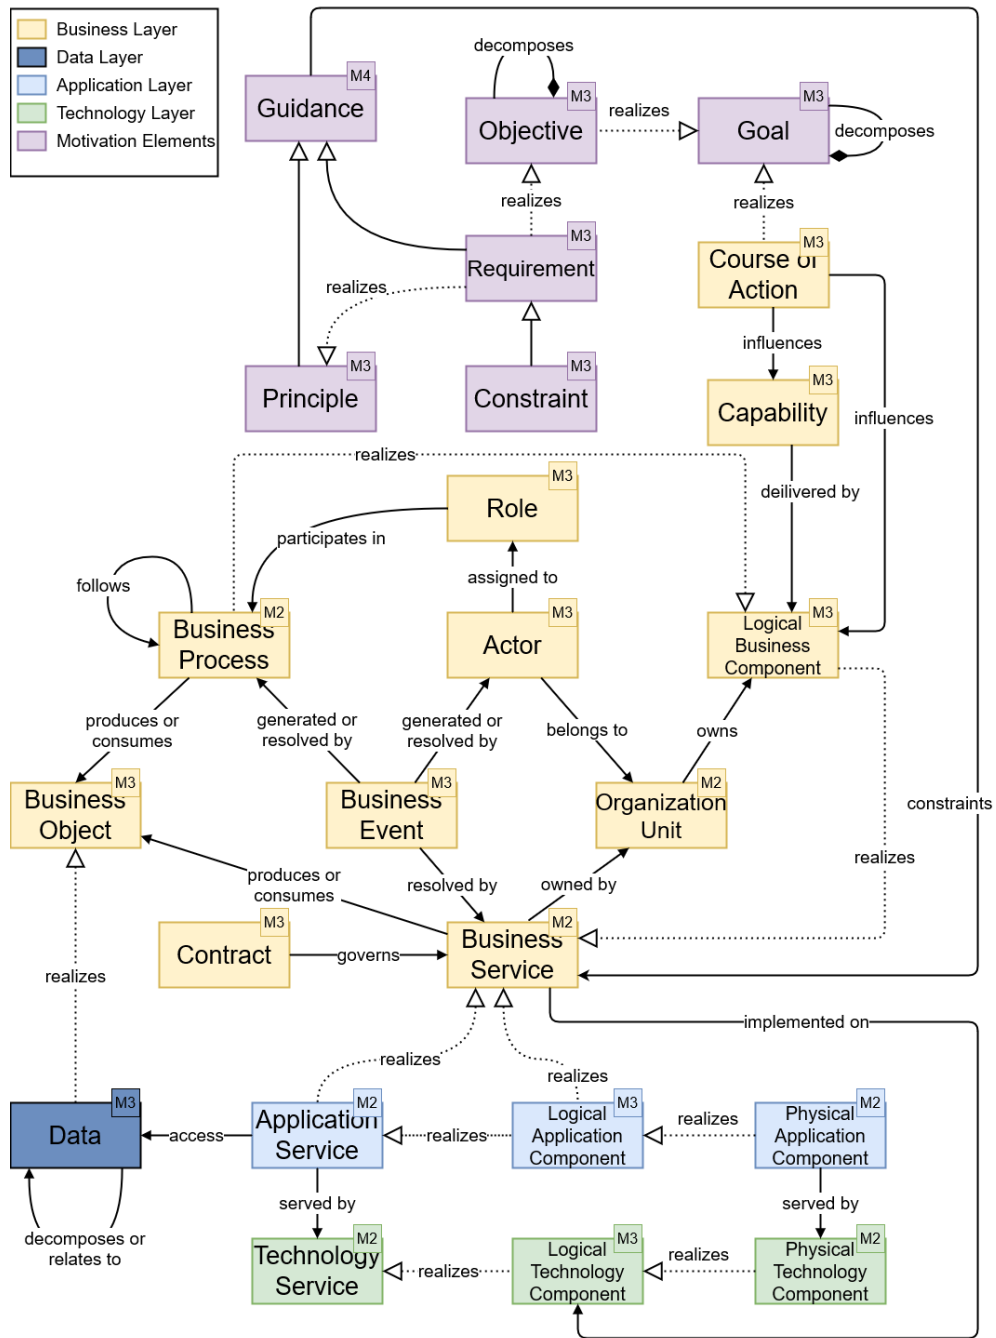 Business Layer
Data Layer
Application Layer
Technology Layer
Motivation Elements
M4
Guidance
decomposes
M3
Objective
realizes
M3
Goal
decomposes
realizes
realizes
M3
Requirement
realizes
M3
Course of
Action
influences
influences
M3
Principle
M3
Constraint
M3
Capability
realizes
deilivered by
M3
Role
participates in
assigned to
follows
M2
Business
Process
M3
Actor
M3
Logical
Business
Component
produces or
consumes
generated or
resolved by
generated or
resolved by
belongs to
owns
M3
Business
Object
M3
Business
Event
M2
Organization
Unit
constraints
realizes
produces or
consumes
resolved by
owned by
M3
Contract
governs
M2
Business
Service
realizes
implemented on
realizes
realizes
M3
Data
access
M2
Application
Service
realizes
M3
Logical
Application
Component
realizes
M2
Physical
Application
Component
decomposes or
relates to
served by
served by
M2
Technology
Service
realizes
M3
Logical
Technology
Component
realizes
M2
Physical
Technology
Component